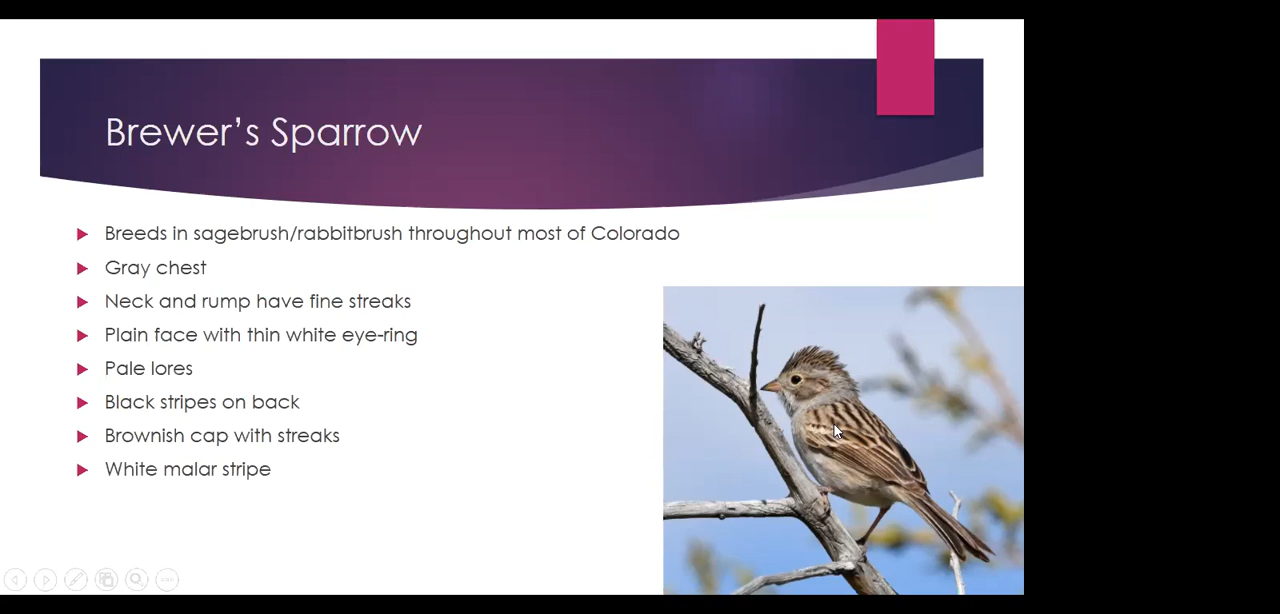 Brewer’s Sparrow
Breeds in sagebrush/rabbitbrush throughout most of Colorado
Gray chest
Neck and rump have fine streaks
Plain face with thin white eye-ring
Pale lores
Black stripes on back
Brownish cap with streaks
White malar stripe